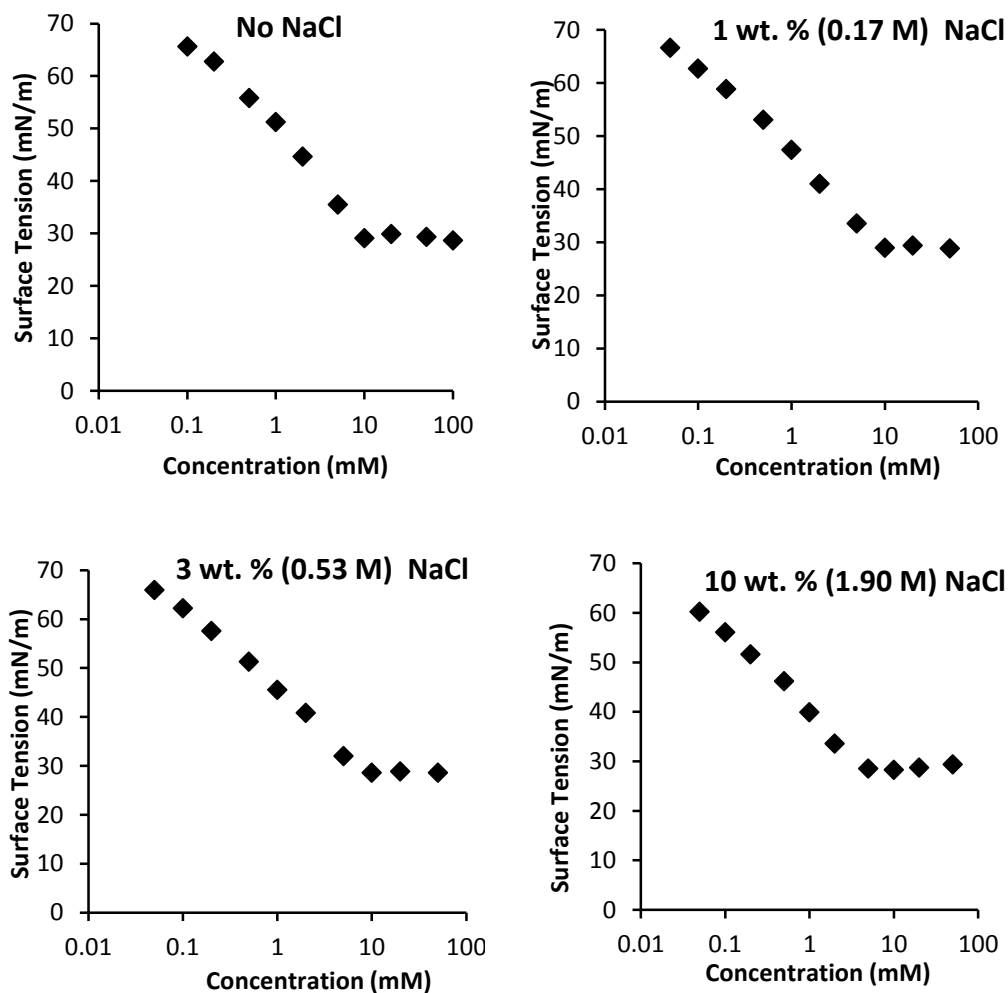 No NaCl
Surface Tension (mN/m)
70
60
50
40
30
20
10
0
0.01 0.1 1 10 100
Concentration (mM)
1 wt. % (0.17 M) NaCl
Surface Tension (mN/m)
70
60
50
40
30
20
10
0
0.01 0.1 1 10 100
Concentration (mM)
3 wt. % (0.53 M) NaCl
Surface Tension (mN/m)
70
60
50
40
30
20
10
0
0.01 0.1 1 10 100
Concentration (mM)
10 wt. % (1.90 M) NaCl
Surface Tension (mN/m)
70
60
50
40
30
20
10
0
0.01 0.1 1 10 100
Concentration (mM)